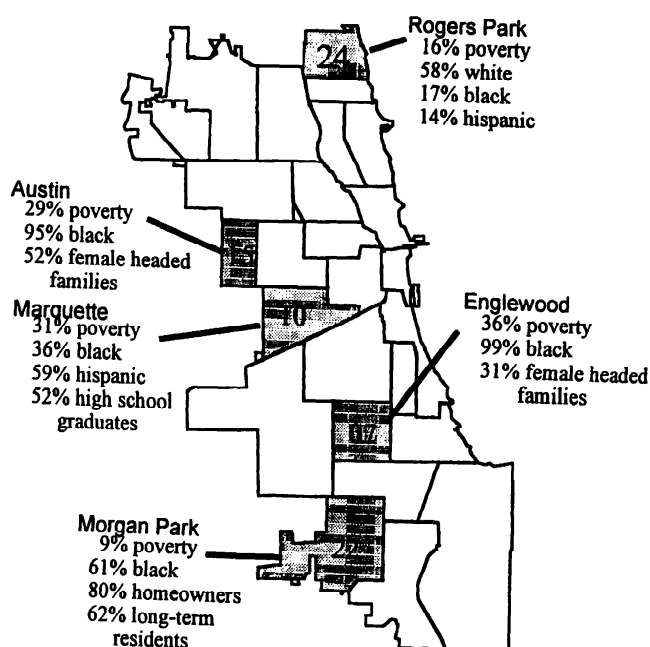 Rogers Park
16% poverty
58% white
17% black
14% hispanic
24
Austin
29% poverty
95% black
52% female headed
families
15
Marquette
31% poverty
36% black
59% hispanic
52% high school
graduates
10
Englewood
36% poverty
99% black
31% female headed
families
07
Morgan Park
9% poverty
61% black
80% homeowners
62% long-term
residents
22